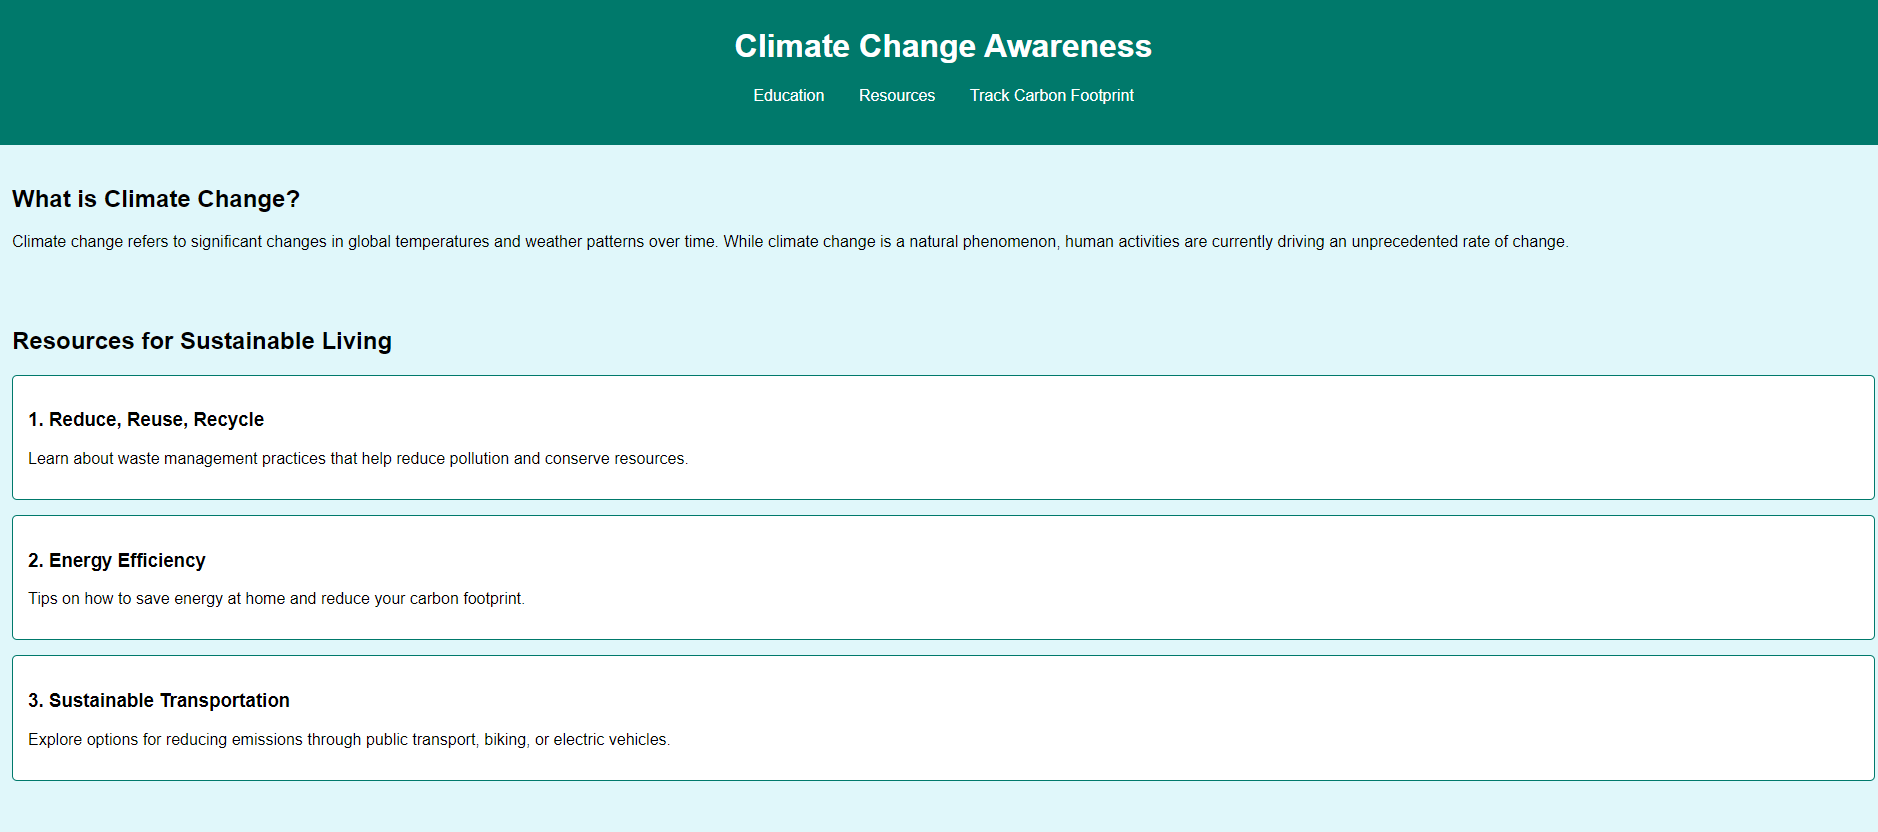 Climate Change Awareness
Education Resources Track Carbon Footprint
What is Climate Change?
Climate change refers to significant changes in global temperatures and weather patterns over time. While climate change is a natural phenomenon, human activities are currently driving an unprecedented rate of change.
Resources for Sustainable Living
1. Reduce, Reuse, Recycle
Learn about waste management practices that help reduce pollution and conserve resources.
2. Energy Efficiency
Tips on how to save energy at home and reduce your carbon footprint.
3. Sustainable Transportation
Explore options for reducing emissions through public transport, biking, or electric vehicles.